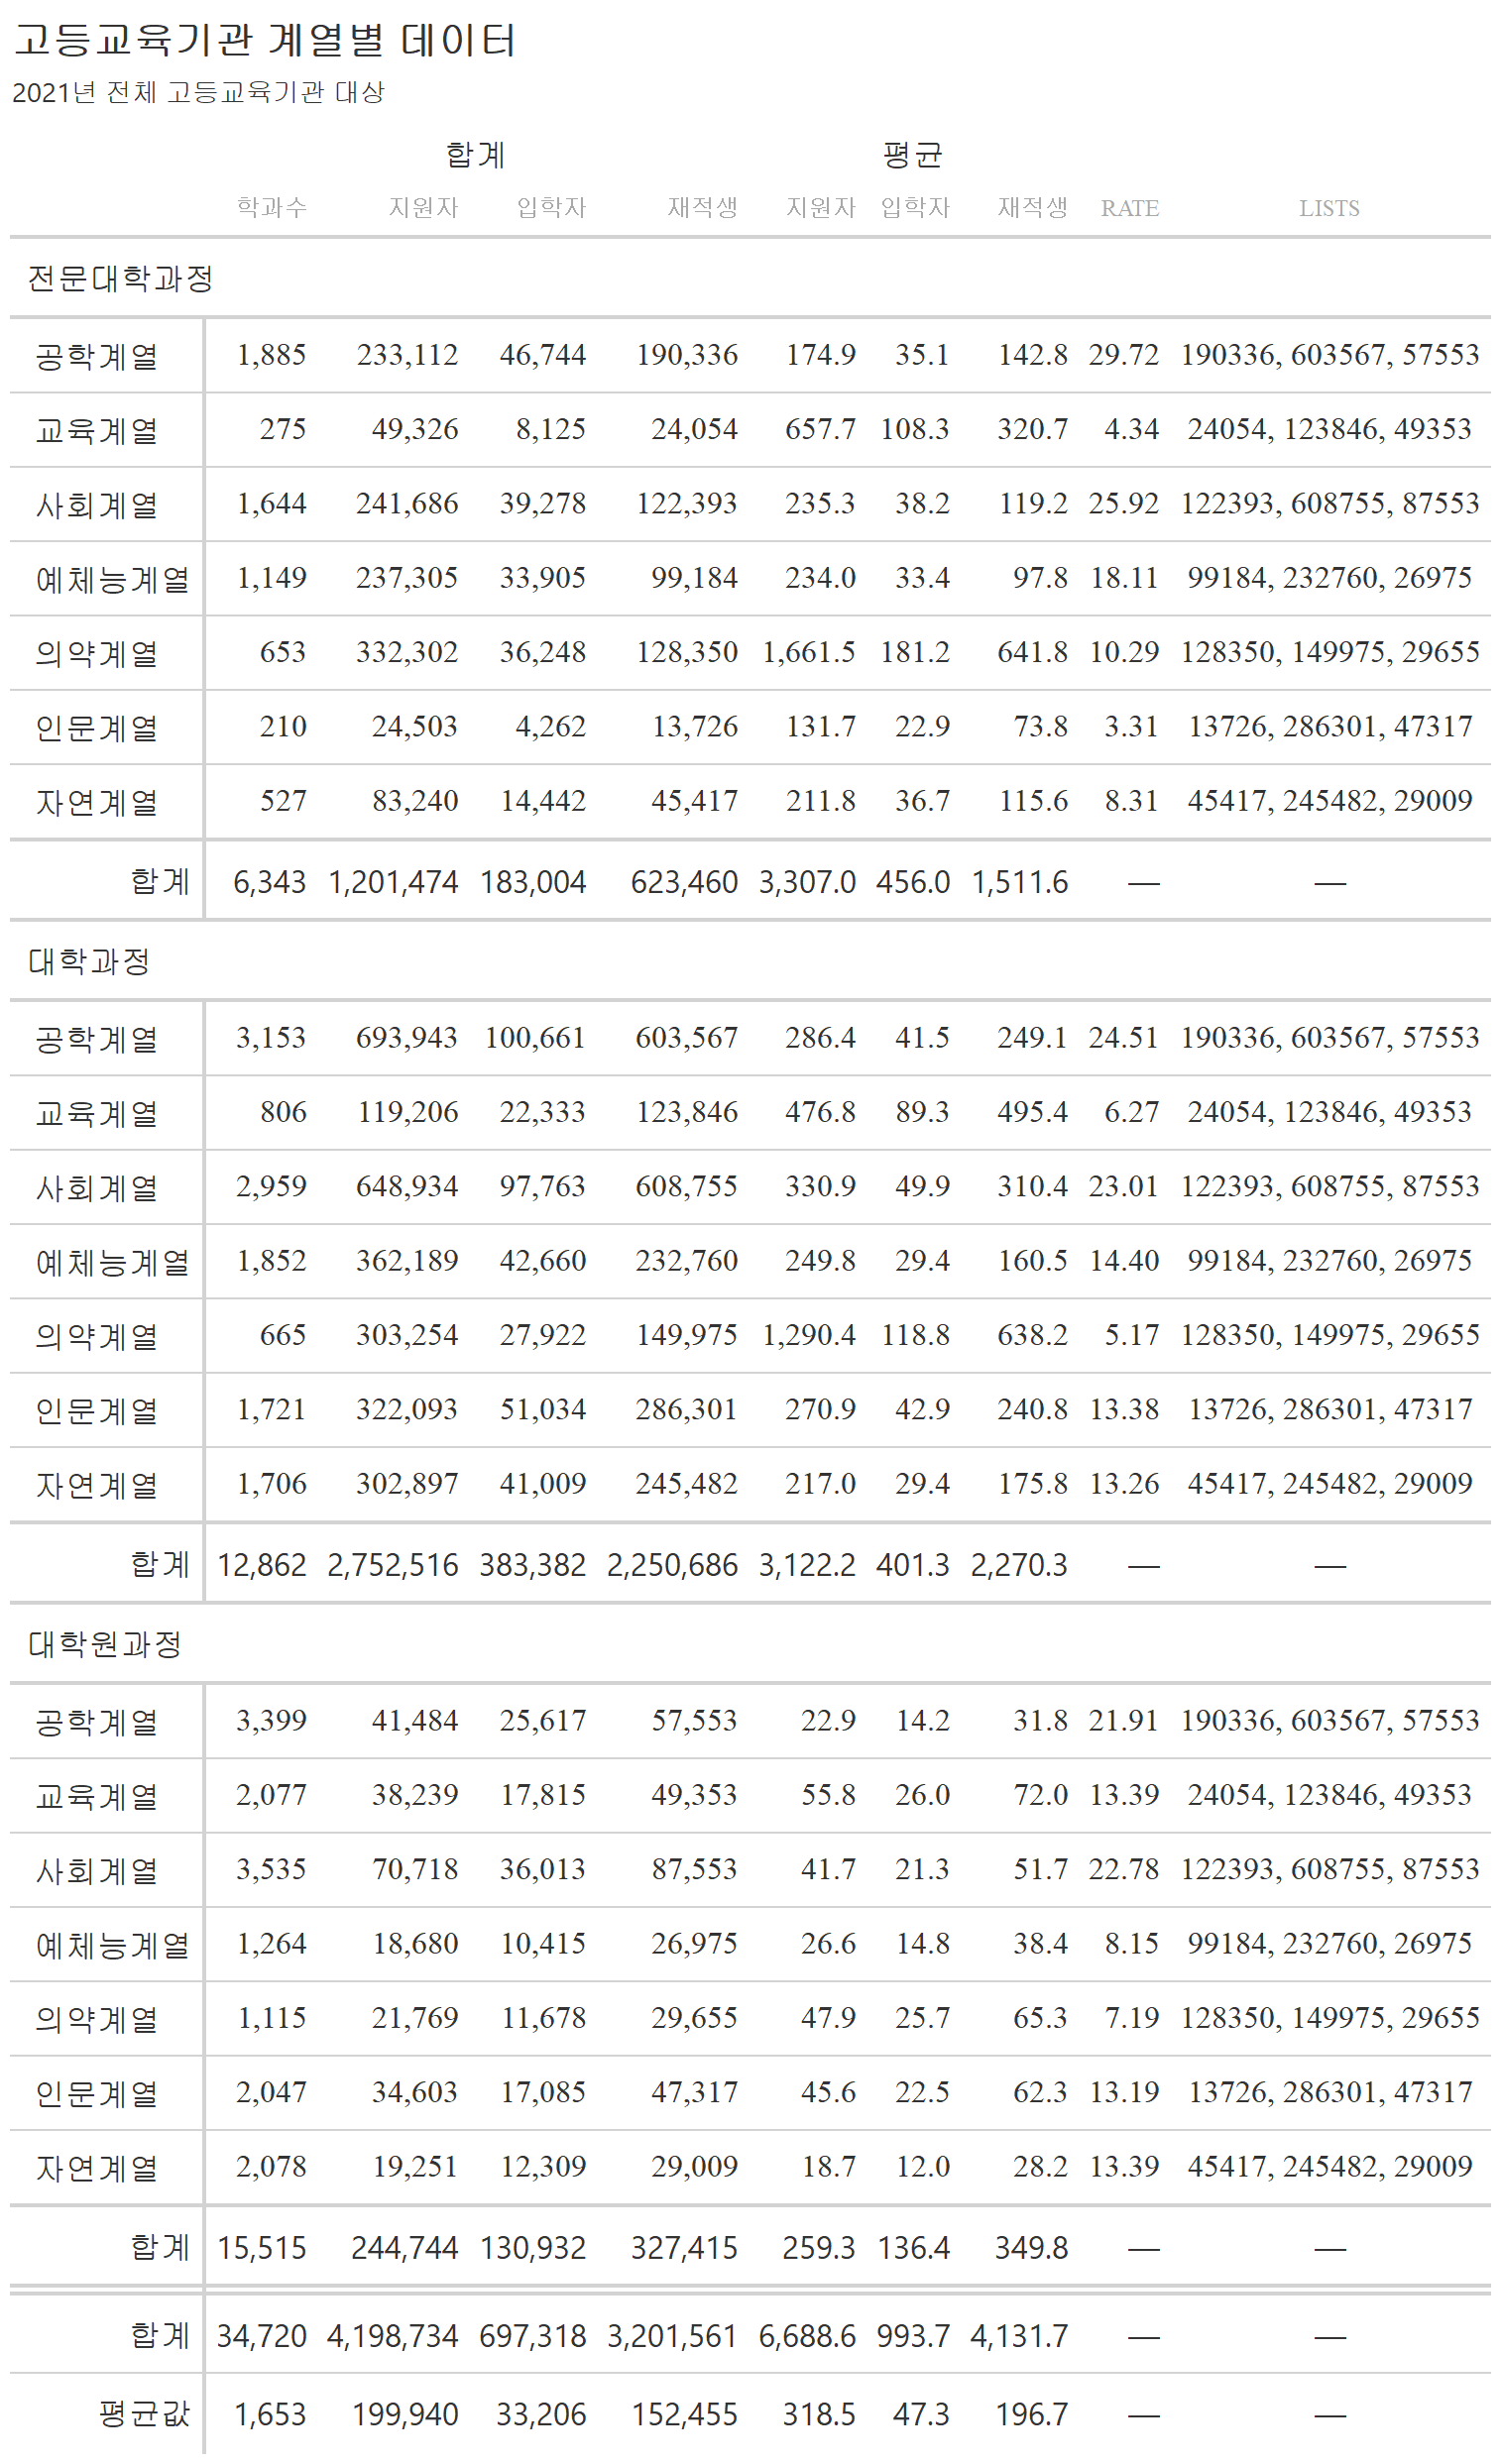 고등교육기관 계열별 데이터
2021년 전체 고등교육기관 대상
합계 평균
학과수 지원자 입학자 재적생 지원자 입학자 재적생 RATE LISTS
전문대학과정
공학계열 1,885 233,112 46,744 190,336 174.9 35.1 142.8 29.72 190336, 603567, 57553
교육계열 275 49,326 8,125 24,054 657.7 108.3 320.7 4.34 24054, 123846, 49353
사회계열 1,644 241,686 39,278 122,393 235.3 38.2 119.2 25.92 122393, 608755, 87553
예체능계열 1,149 237,305 33,905 99,184 234.0 33.4 97.8 18.11 99184, 232760, 26975
의약계열 653 332,302 36,248 128,350 1,661.5 181.2 641.8 10.29 128350, 149975, 29655
인문계열 210 24,503 4,262 13,726 131.7 22.9 73.8 3.31 13726, 286301, 47317
자연계열 527 83,240 14,442 45,417 211.8 36.7 115.6 8.31 45417, 245482, 29009
합계 6,343 1,201,474 183,004 623,460 3,307.0 456.0 1,511.6 — —
대학과정
공학계열 3,153 693,943 100,661 603,567 286.4 41.5 249.1 24.51 190336, 603567, 57553
교육계열 806 119,206 22,333 123,846 476.8 89.3 495.4 6.27 24054, 123846, 49353
사회계열 2,959 648,934 97,763 608,755 330.9 49.9 310.4 23.01 122393, 608755, 87553
예체능계열 1,852 362,189 42,660 232,760 249.8 29.4 160.5 14.40 99184, 232760, 26975
의약계열 665 303,254 27,922 149,975 1,290.4 118.8 638.2 5.17 128350, 149975, 29655
인문계열 1,721 322,093 51,034 286,301 270.9 42.9 240.8 13.38 13726, 286301, 47317
자연계열 1,706 302,897 41,009 245,482 217.0 29.4 175.8 13.26 45417, 245482, 29009
합계 12,862 2,752,516 383,382 2,250,686 3,122.2 401.3 2,270.3 — —
대학원과정
공학계열 3,399 41,484 25,617 57,553 22.9 14.2 31.8 21.91 190336, 603567, 57553
교육계열 2,077 38,239 17,815 49,353 55.8 26.0 72.0 13.39 24054, 123846, 49353
사회계열 3,535 70,718 36,013 87,553 41.7 21.3 51.7 22.78 122393, 608755, 87553
예체능계열 1,264 18,680 10,415 26,975 26.6 14.8 38.4 8.15 99184, 232760, 26975
의약계열 1,115 21,769 11,678 29,655 47.9 25.7 65.3 7.19 128350, 149975, 29655
인문계열 2,047 34,603 17,085 47,317 45.6 22.5 62.3 13.19 13726, 286301, 47317
자연계열 2,078 19,251 12,309 29,009 18.7 12.0 28.2 13.39 45417, 245482, 29009
합계 15,515 244,744 130,932 327,415 259.3 136.4 349.8 — —
합계 34,720 4,198,734 697,318 3,201,561 6,688.6 993.7 4,131.7 — —
평균값 1,653 199,940 33,206 152,455 318.5 47.3 196.7 — —